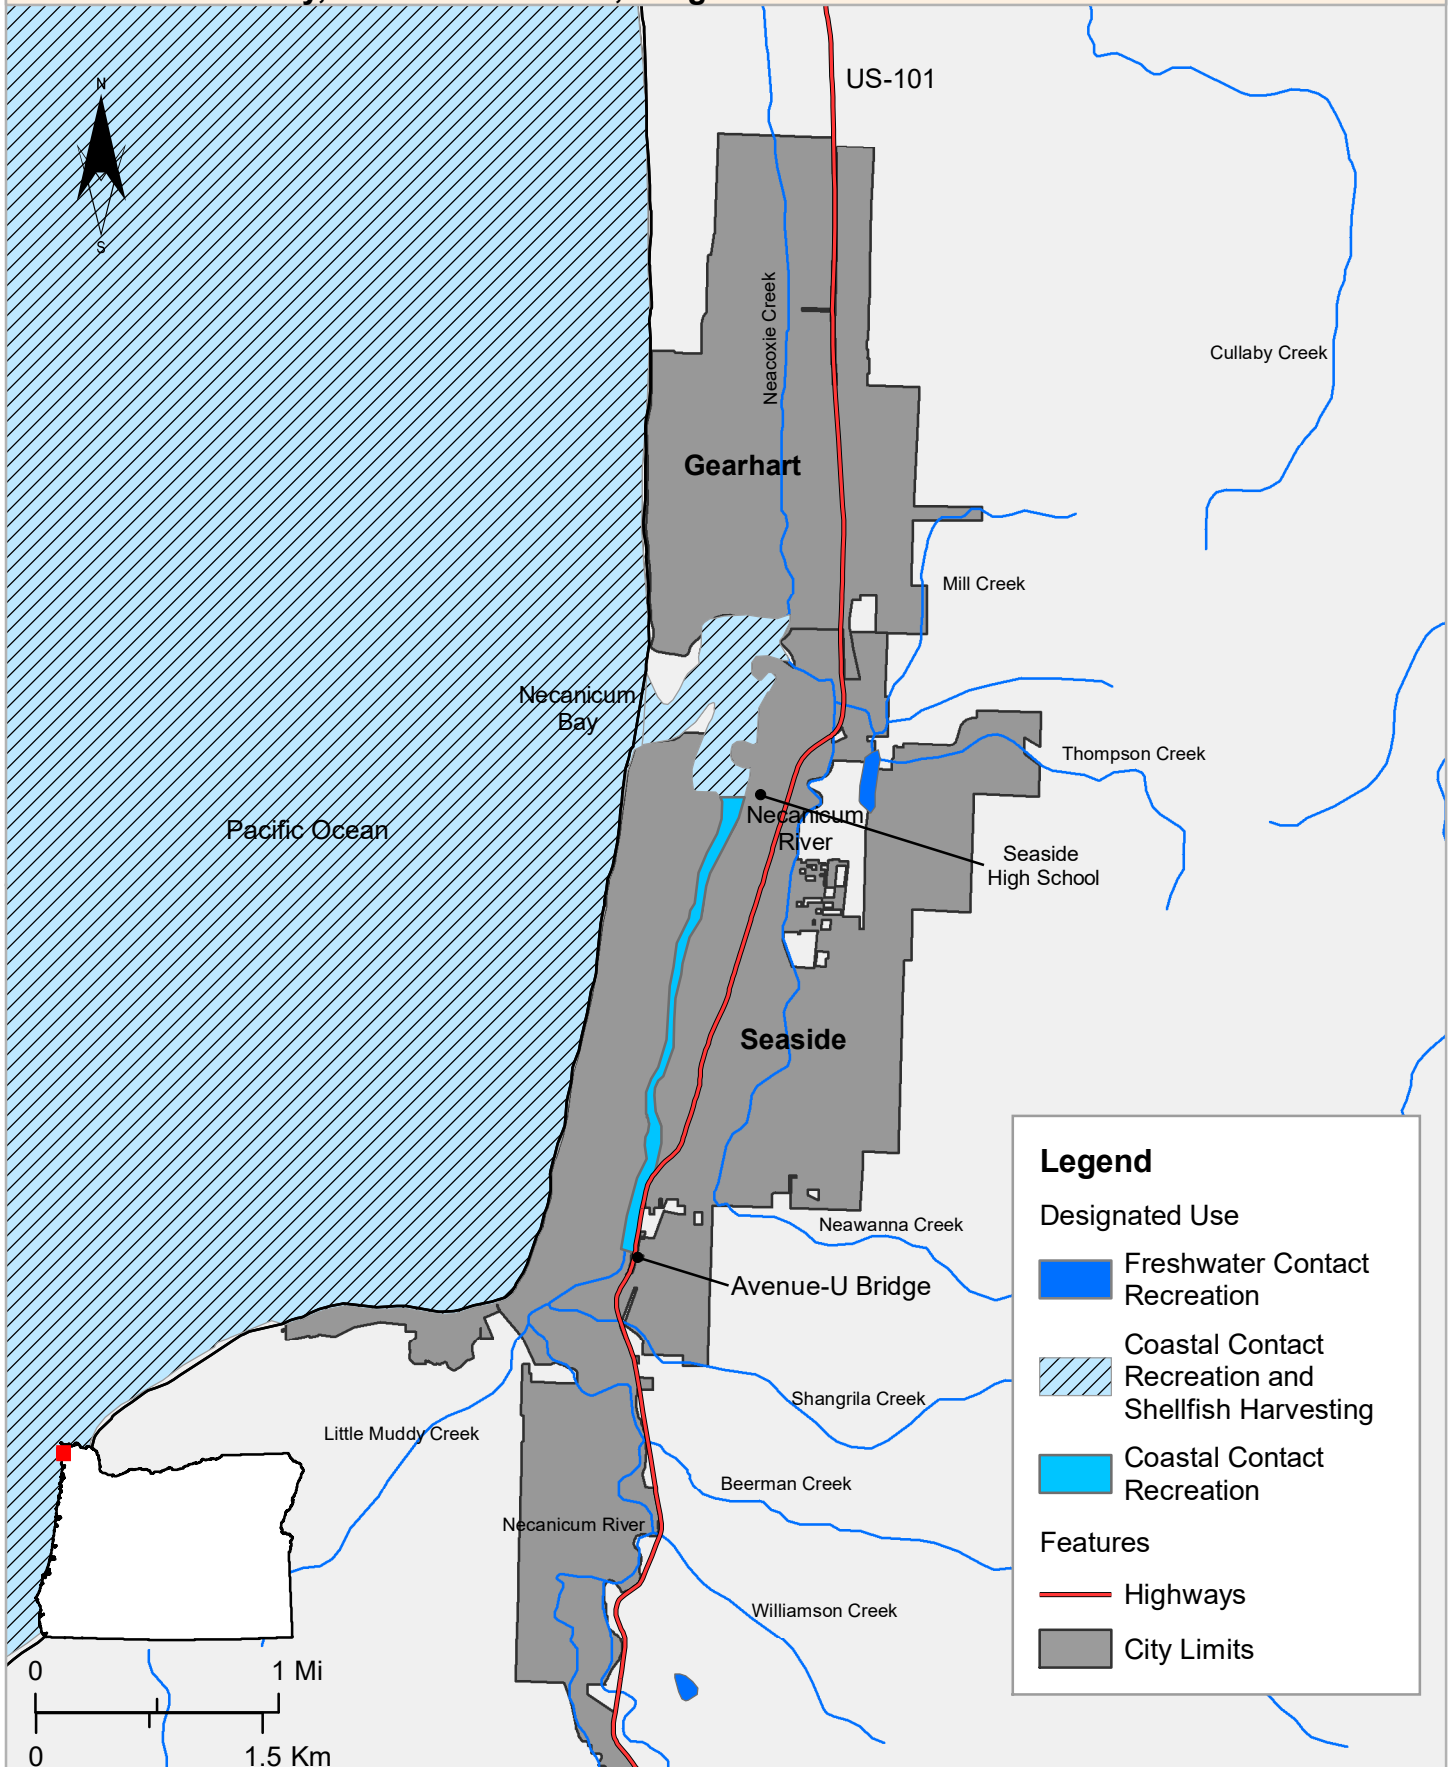 N
S
US-101
Neacoxie Creek
Cullaby Creek
Gearhart
Mill Creek
Necanicum
Bay
Thompson Creek
Pacific Ocean
Necanicum
River
Seaside
High School
Seaside
Neawanna Creek
Avenue-U Bridge
Shangrila Creek
Little Muddy Creek
Beerman Creek
Necanicum River
Williamson Creek
Legend
Designated Use
Freshwater Contact
Recreation
Coastal Contact
Recreation and
Shellfish Harvesting
Coastal Contact
Recreation
Features
Highways
City Limits
0 1 Mi
0 1.5 Km